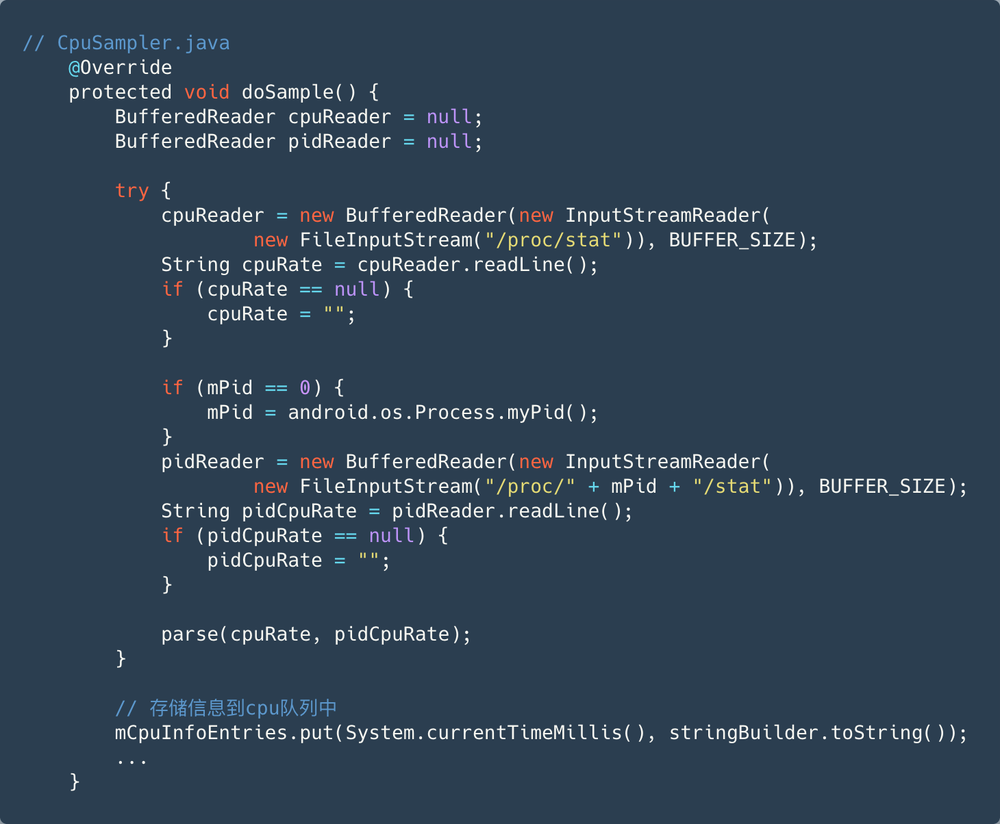 // CpuSampler.java
    @Override
    protected void doSample() {
        BufferedReader cpuReader = null;
        BufferedReader pidReader = null;

        try {
            cpuReader = new BufferedReader(new InputStreamReader(
                    new FileInputStream("/proc/stat")), BUFFER_SIZE);
            String cpuRate = cpuReader.readLine();
            if (cpuRate == null) {
                cpuRate = "";
            }

            if (mPid == 0) {
                mPid = android.os.Process.myPid();
            }
            pidReader = new BufferedReader(new InputStreamReader(
                    new FileInputStream("/proc/" + mPid + "/stat")), BUFFER_SIZE);
            String pidCpuRate = pidReader.readLine();
            if (pidCpuRate == null) {
                pidCpuRate = "";
            }

            parse(cpuRate, pidCpuRate);
        }

        // 存储信息到cpu队列中
        mCpuInfoEntries.put(System.currentTimeMillis(), stringBuilder.toString());
        ...
    }